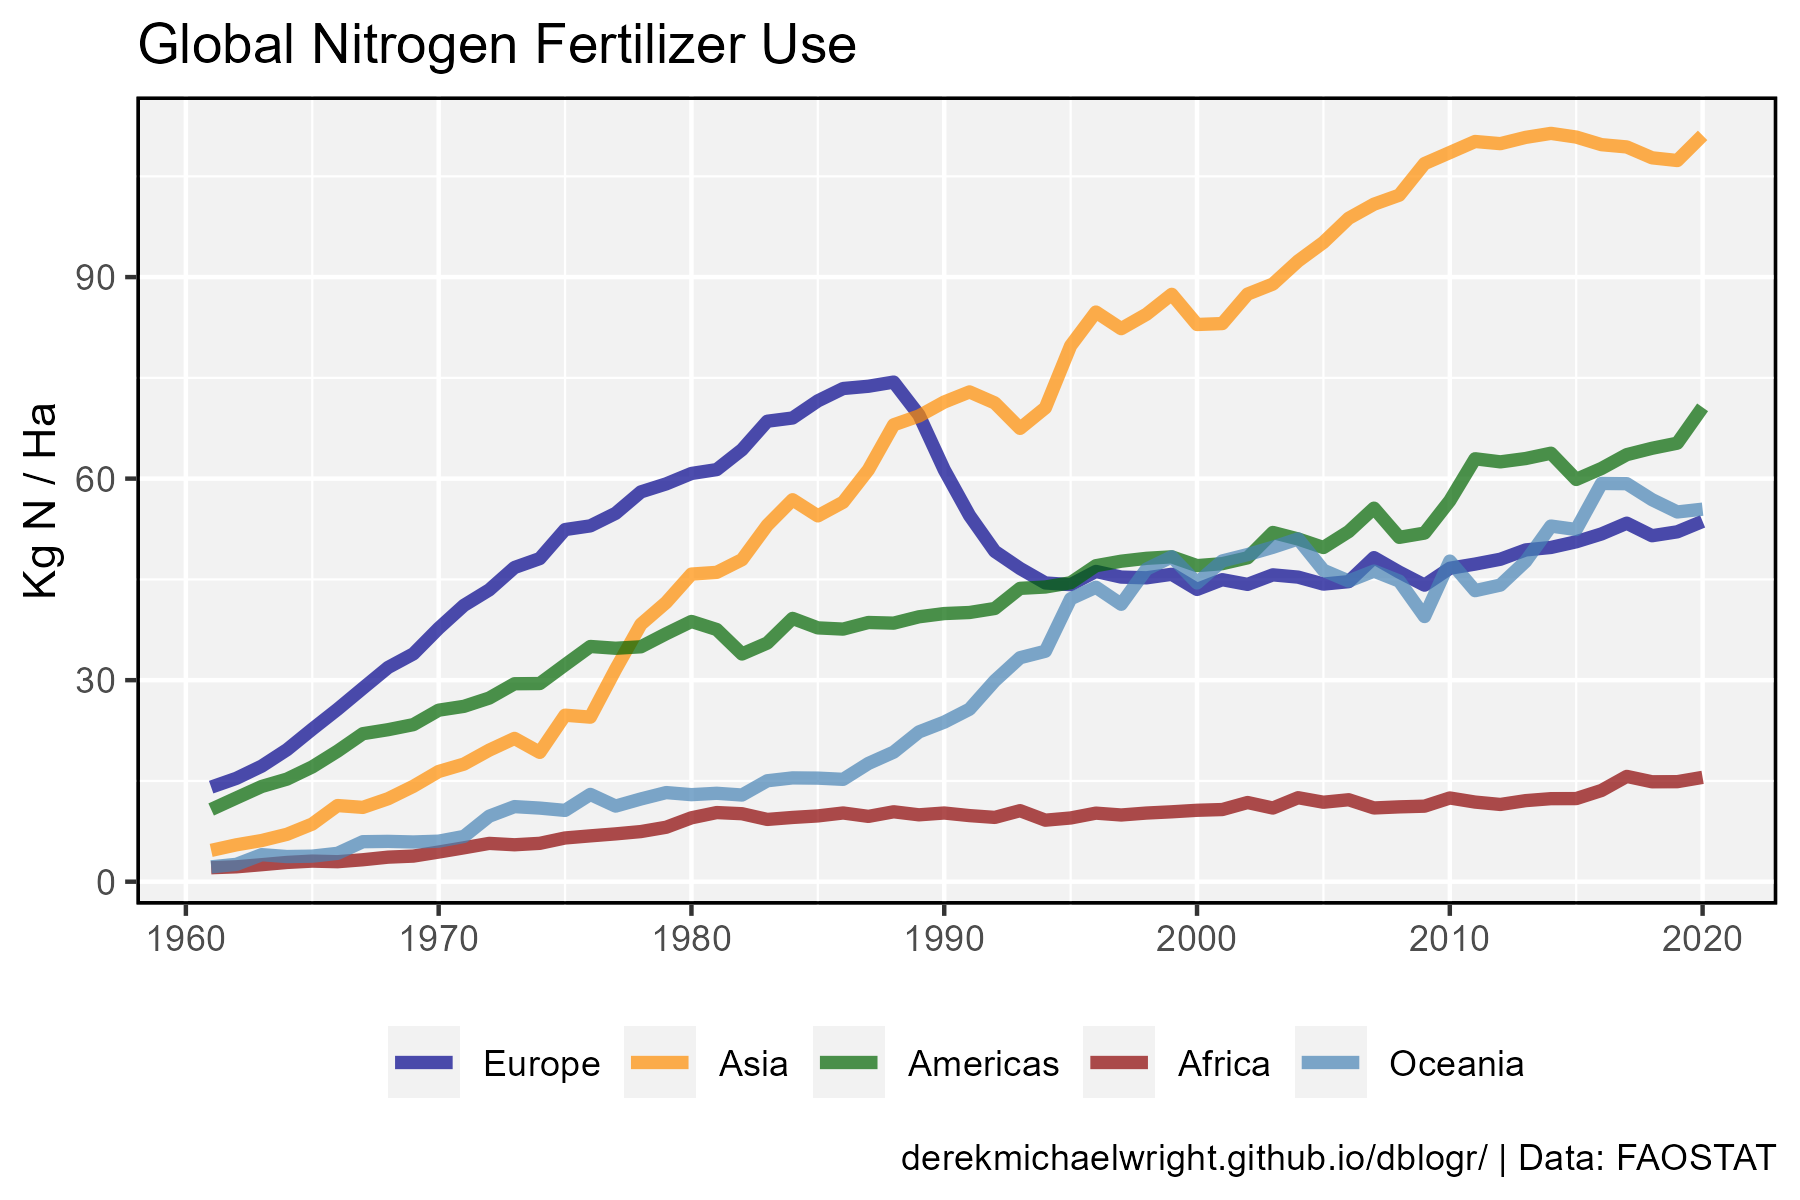 Global Nitrogen Fertilizer Use
Kg N / Ha
90
60
30
0
1960 1970 1980 1990 2000 2010 2020
Europe Asia Americas Africa Oceania
derekmichaelwright.github.io/dblogr/ | Data: FAOSTAT